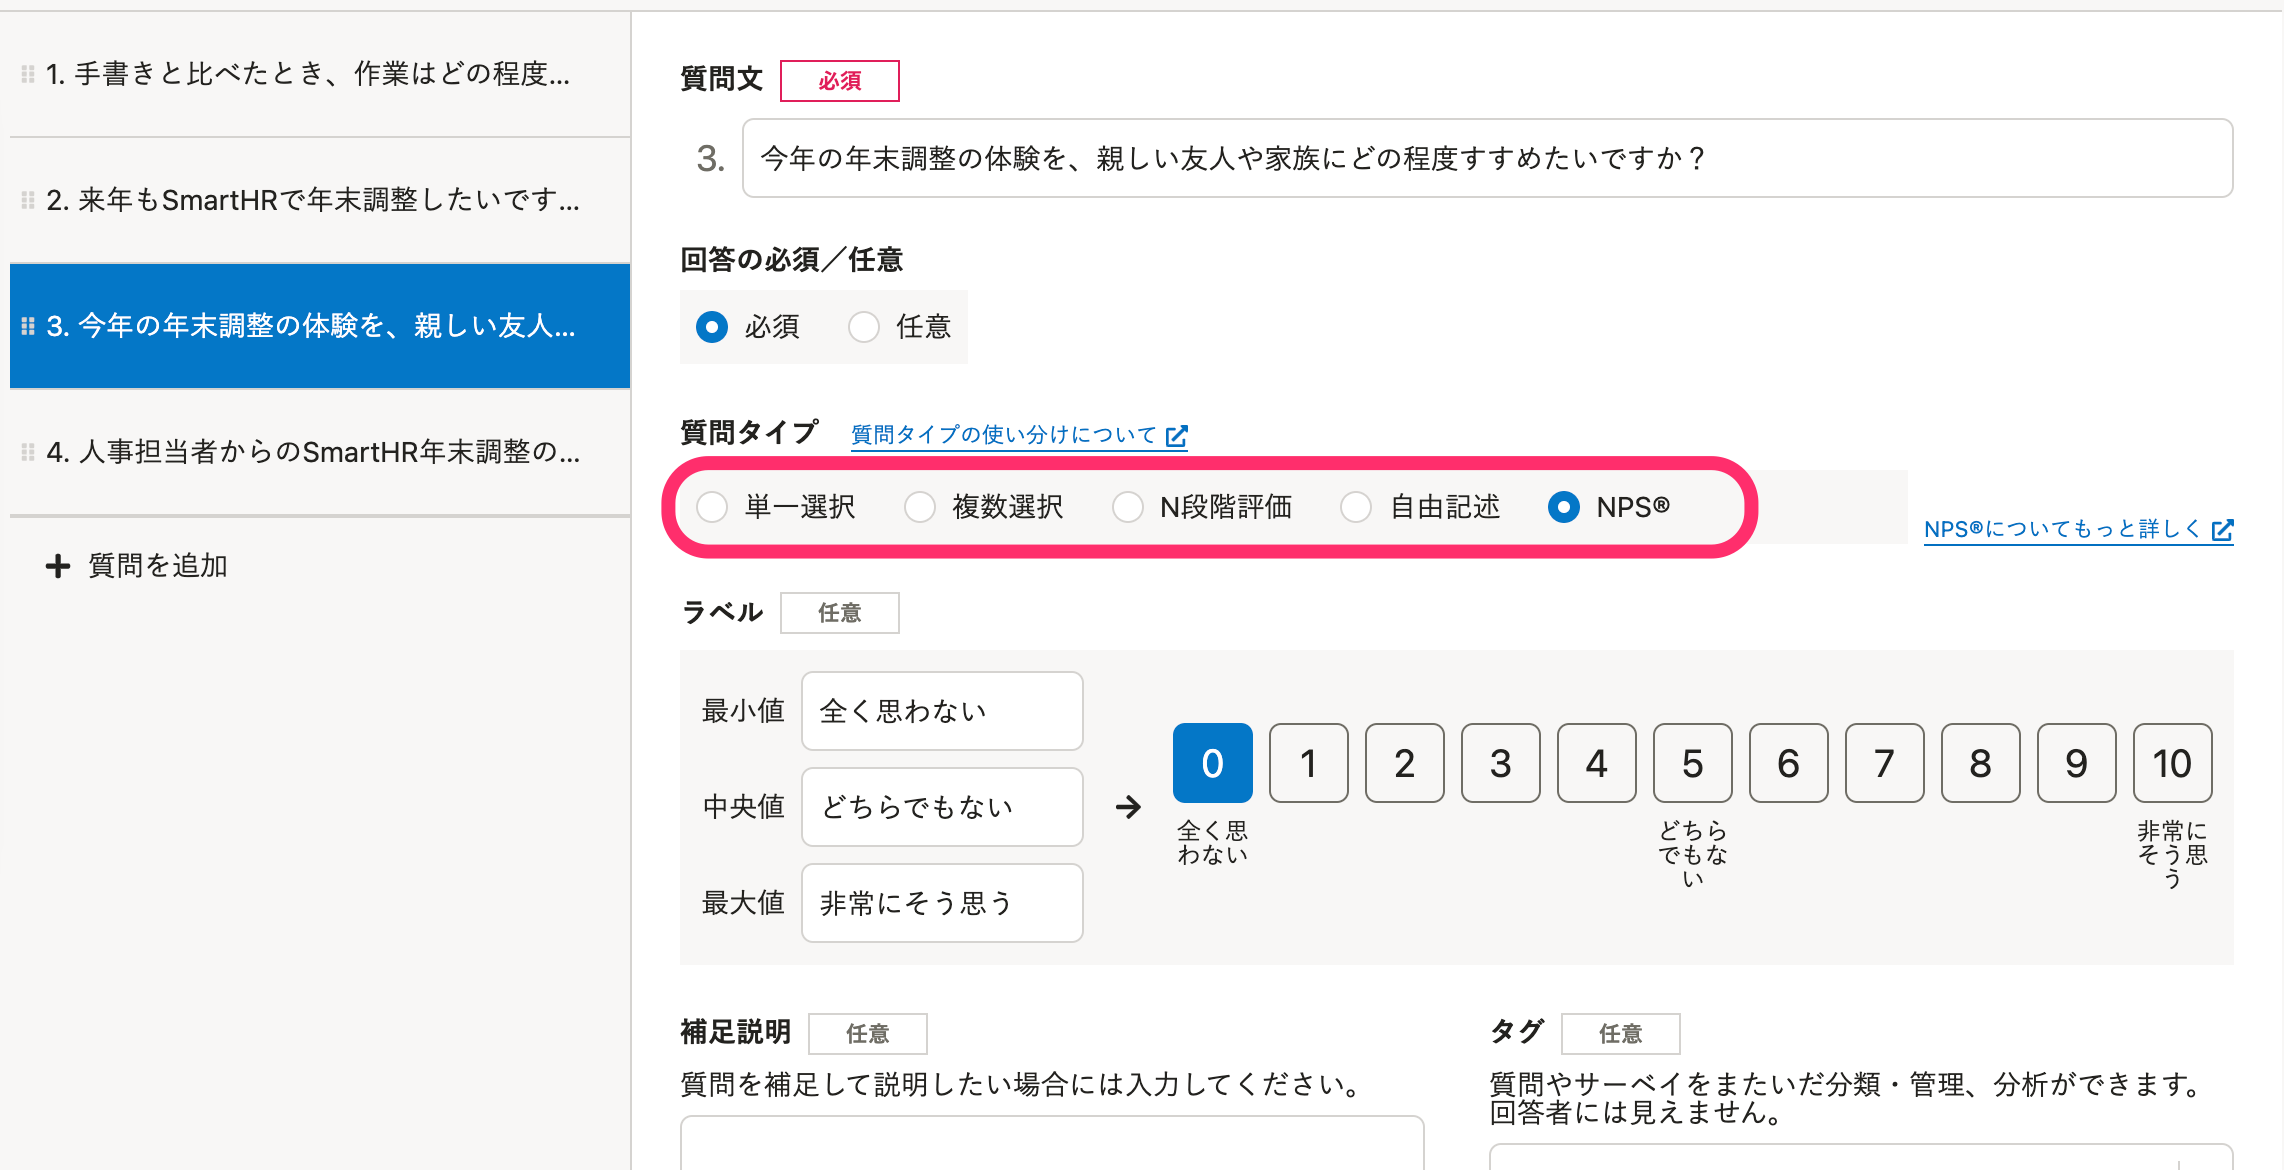 1. 手書きと比べたとき、作業はどの程度...
2. 来年もSmartHRで年末調整したいです...
3. 今年の年末調整の体験を、親しい友人...
4. 人事担当者からのSmartHR年末調整の...
質問を追加
質問文 必須
3. 今年の年末調整の体験を、親しい友人や家族にどの程度すすめたいですか？
回答の必須／任意
必須 任意
質問タイプ 質問タイプの使い分けについて
単一選択 複数選択 N段階評価 自由記述 NPS®
NPS®についてもっと詳しく
ラベル 任意
最小値 全く思わない
中央値 どちらでもない
最大値 非常にそう思う
0 1 2 3 4 5 6 7 8 9 10
全く思
わない
どちら
でもな
い
非常に
そう思
う
補足説明 任意
質問を補足して説明したい場合には入力してください。
タグ 任意
質問やサーベイをまたいだ分類・管理、分析ができます。
回答者には見えません。